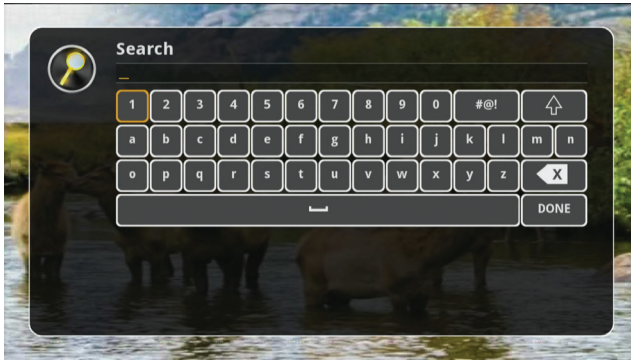 Search
_
1 2 3 4 5 6 7 8 9 0 #@!
a b c d e f g h i j k l m n
o p q r s t u v w x y z X
DONE